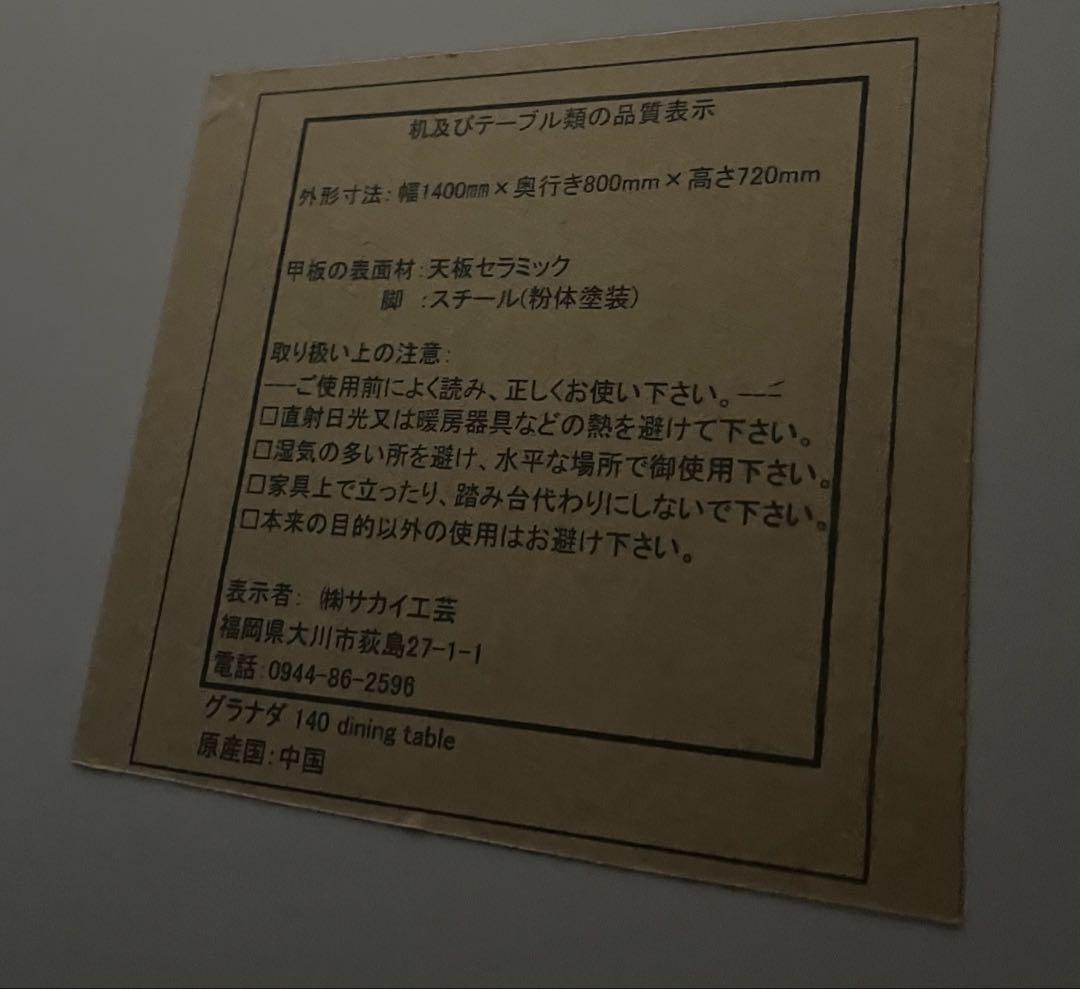 机及びテーブル類の品質表示
外形寸法: 幅1400㎜×奥行き800mm×高さ720mm
甲板の表面材:天板セラミック
脚 :スチール(粉体塗装)
取り扱い上の注意:
――ご使用前によく読み、正しくお使い下さい。――
□直射日光又は暖房器具などの熱を避けて下さい。
□湿気の多い所を避け、水平な場所で御使用下さい。
□家具上で立ったり、踏み台代わりにしないで下さい。
□本来の目的以外の使用はお避け下さい。
表示者: ㈱サカイ工芸
福岡県大川市荻島27-1-1
電話:0944-86-2596
グラナダ 140 dining table
原産国:中国